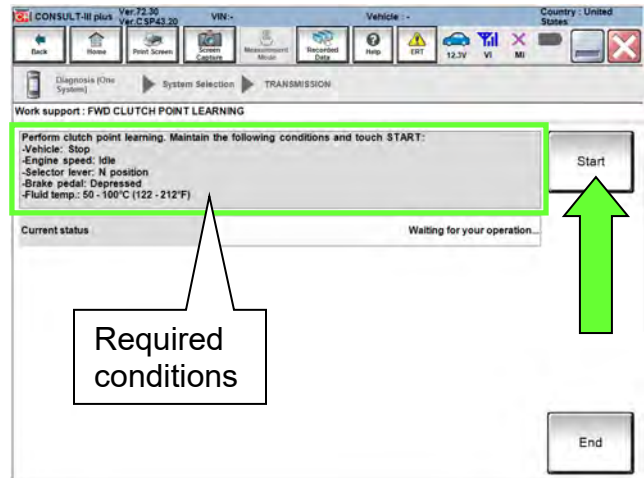 CONSULT-III plus Ver.72.30 Ver.CSP43.20 VIN:- Vehicle : - Country : United States
Back Home Print Screen Screen Capture Measurement Mode Recorded Data Help ERT 12.3V VI MI
Diagnosis (One System) System Selection TRANSMISSION
Work support : FWD CLUTCH POINT LEARNING
Perform clutch point learning. Maintain the following conditions and touch START:
-Vehicle: Stop
-Engine speed: Idle
-Selector lever: N position
-Brake pedal: Depressed
-Fluid temp.: 50 - 100°C (122 - 212°F)
Start
Current status Waiting for your operation...
Required
conditions
End